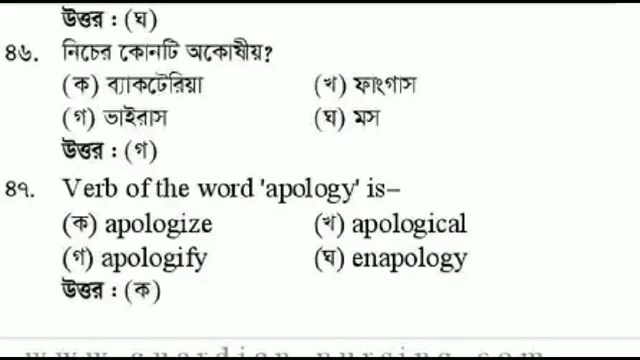 উত্তর : (ঘ)
৪৬. নিচের কোনটি অকোষীয়?
(ক) ব্যাকটেরিয়া (খ) ফাংগাস
(গ) ভাইরাস (ঘ) মস
উত্তর : (গ)
৪৭. Verb of the word 'apology' is–
(ক) apologize (খ) apological
(গ) apologify (ঘ) enapology
উত্তর : (ক)